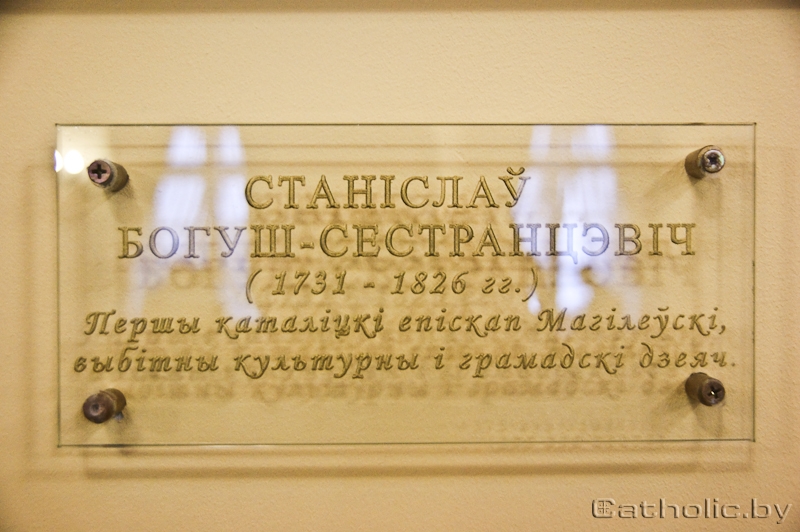 СТАНІСЛАЎ
БОГУШ-СЕСТРАНЦЭВІЧ
( 1731 - 1826 гг.)
Першы каталіцкі епіскап Магілеўскі,
выбітны культурны і грамадскі дзеяч.
Catholic.by